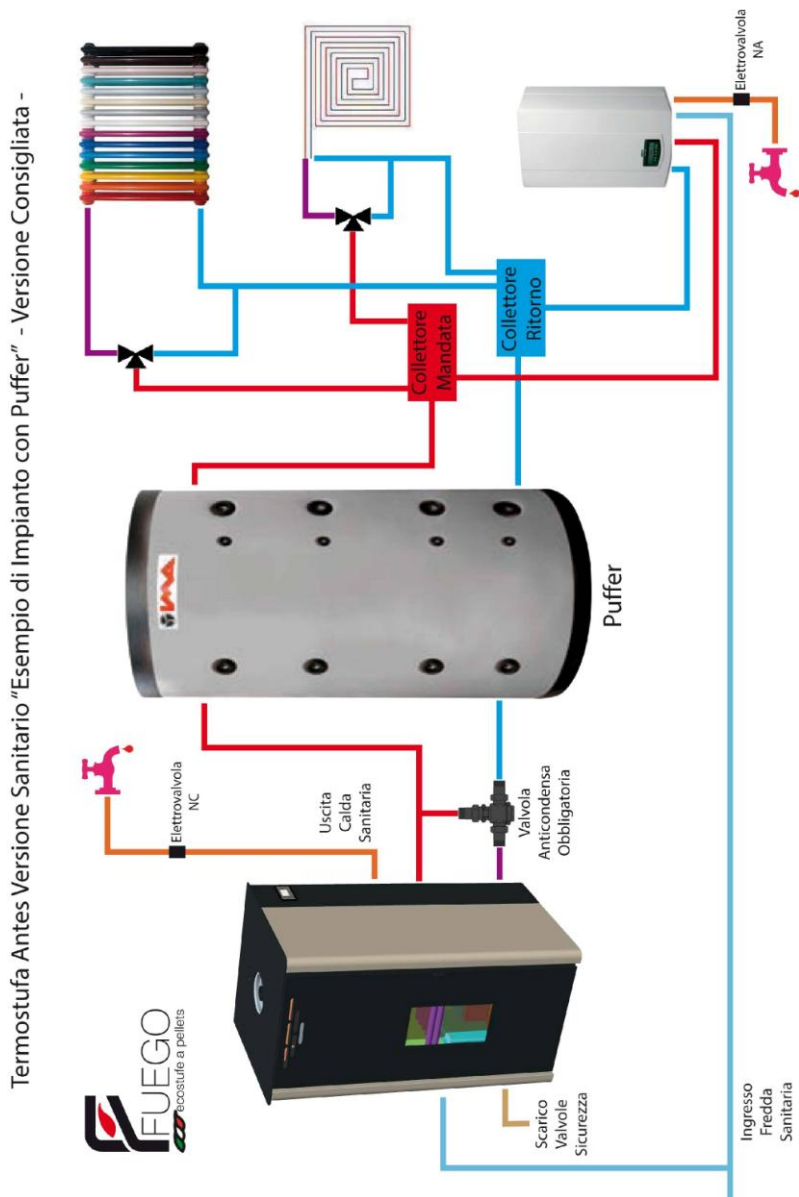 Termostufa Antes Versione Sanitario "Esempio di Impianto con Puffer" - Versione Consigliata -
FUEGO
ecostufe a pellets
Elettrovalvola
NC
Uscita
Calda
Sanitaria
Valvola
Anticondensa
Obbligatoria
Scarico
Valvole
Sicurezza
Ingresso
Fredda
Sanitaria
Puffer
Collettore
Mandata
Collettore
Ritorno
Elettrovalvola
NA